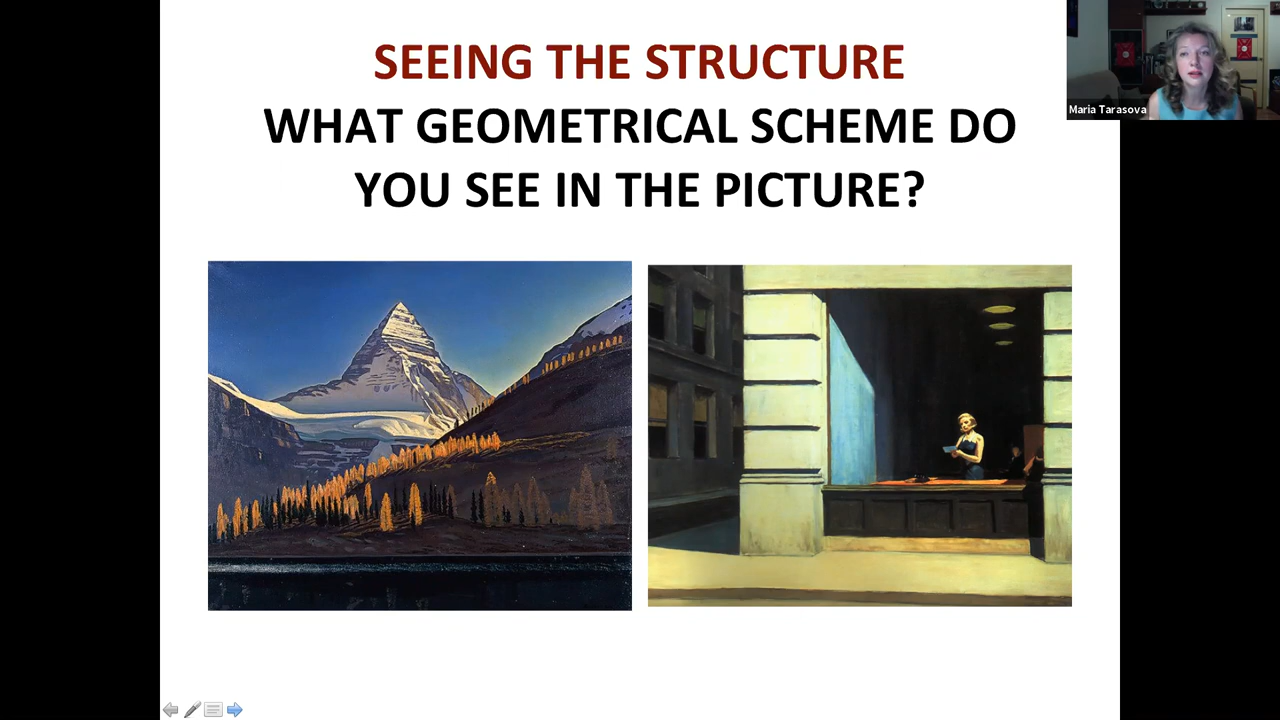 SEEING THE STRUCTURE
WHAT GEOMETRICAL SCHEME DO
YOU SEE IN THE PICTURE?
Maria Tarasova